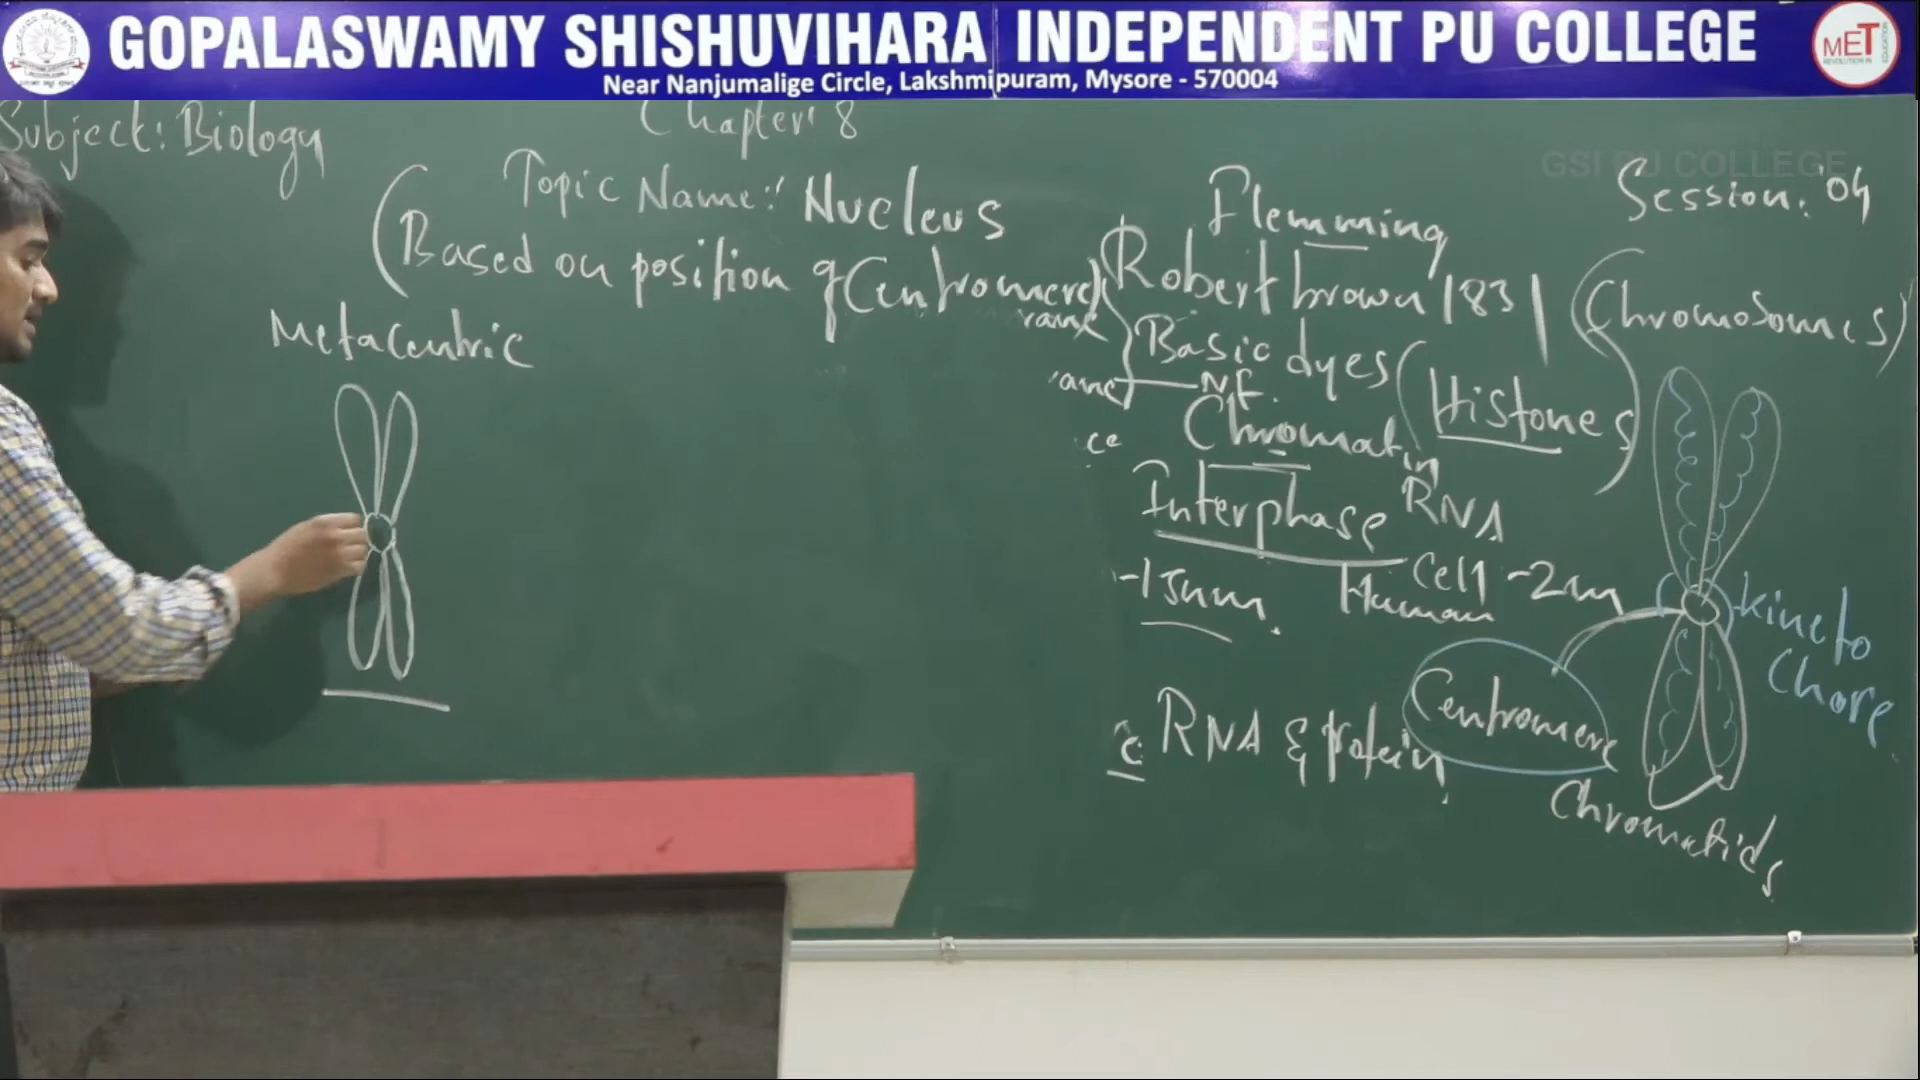 GOPALASWAMY SHISHUVIHARA INDEPENDENT PU COLLEGE
Near Nanjumalige Circle, Lakshmipuram, Mysore - 570004
MET
GSI PU COLLEGE
Subject: Biology
Chapter: 8
Session: 04
Topic Name: Nucleus
(Based on position of Centromere)
Metacentric
Flemming
Robert brown 1831
(Chromosomes)
Basic dyes
(Histones)
N.E.
Chromatin
Interphase
RNA
Human Cell -2m
RNA & protein
Centromere
kineto
Chore
Chromatids